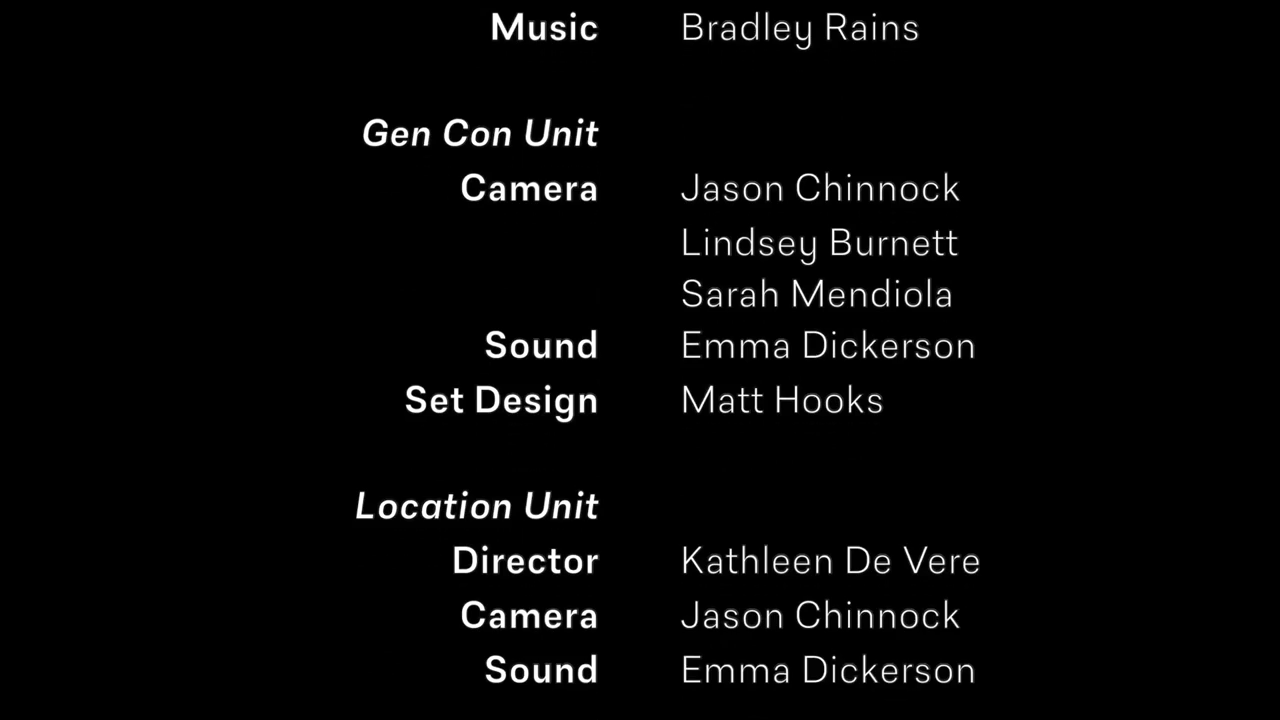 Music Bradley Rains
Gen Con Unit
Camera Jason Chinnock
Lindsey Burnett
Sarah Mendiola
Sound Emma Dickerson
Set Design Matt Hooks
Location Unit
Director Kathleen De Vere
Camera Jason Chinnock
Sound Emma Dickerson